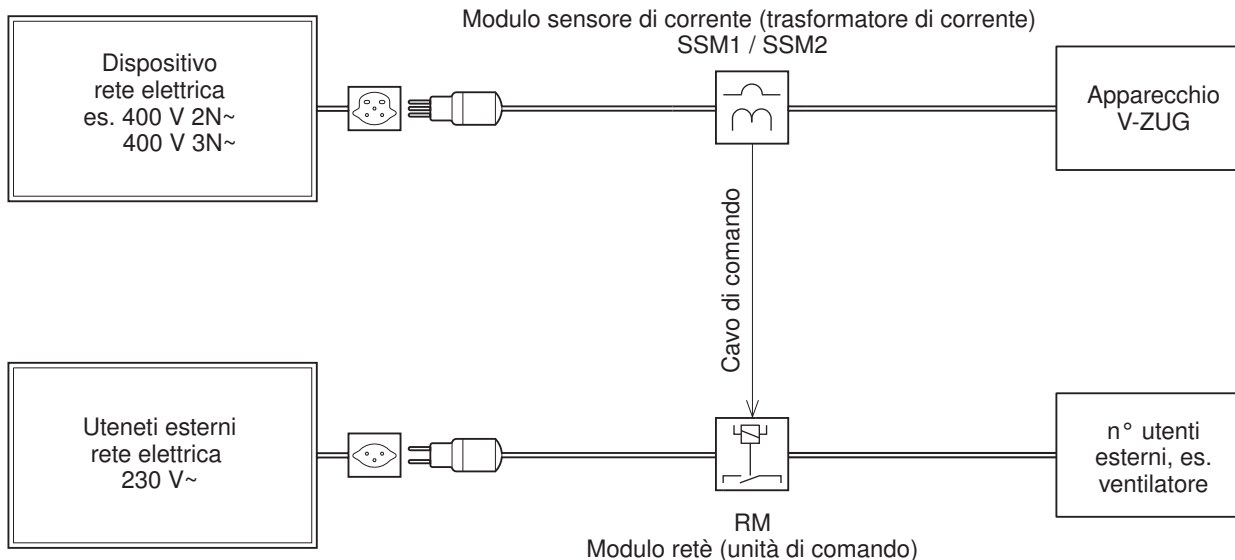 Modulo sensore di corrente (trasformatore di corrente)
SSM1 / SSM2
Dispositivo
rete elettrica
es. 400 V 2N~
400 V 3N~
Apparecchio
V-ZUG
Cavo di comando
Uteneti esterni
rete elettrica
230 V~
n° utenti
esterni, es.
ventilatore
RM
Modulo retè (unità di comando)